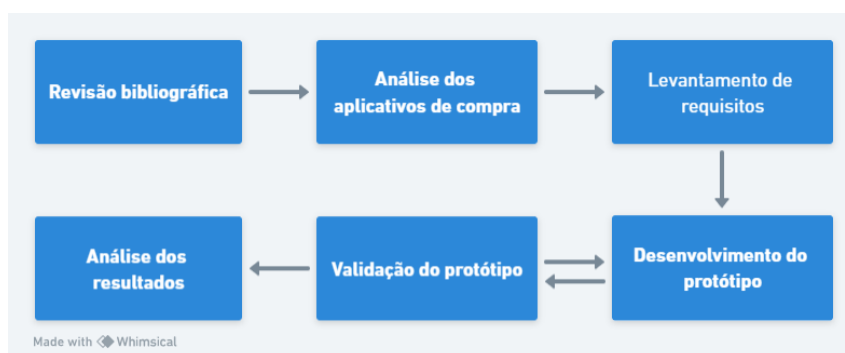 Revisão bibliográfica
Análise dos
aplicativos de compra
Levantamento de
requisitos
Análise dos
resultados
Validação do protótipo
Desenvolvimento do
protótipo
Made with Whimsical